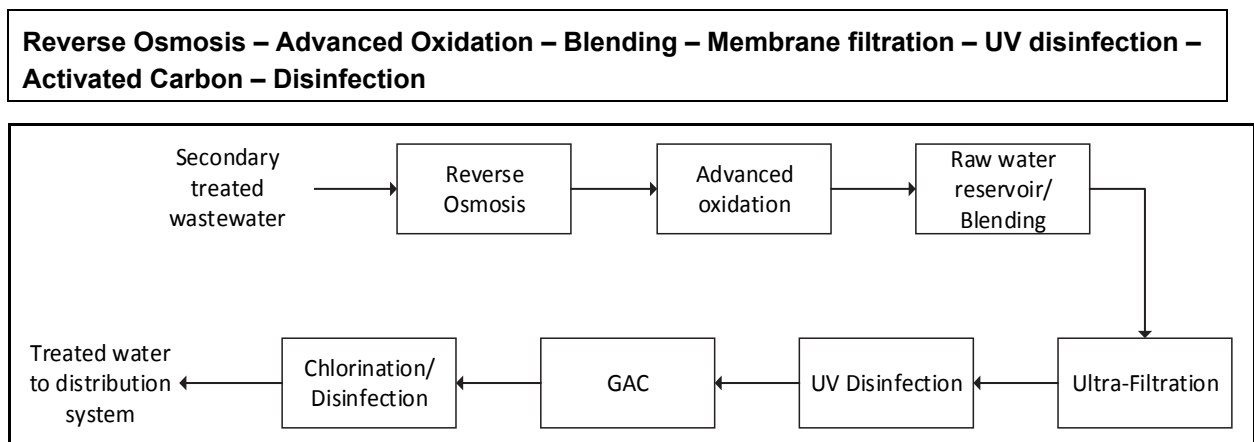 Reverse Osmosis – Advanced Oxidation – Blending – Membrane filtration – UV disinfection –
Activated Carbon – Disinfection
Secondary
treated
wastewater
Reverse
Osmosis
Advanced
oxidation
Raw water
reservoir/
Blending
Treated water
to distribution
system
Chlorination/
Disinfection
GAC
UV Disinfection
Ultra-Filtration